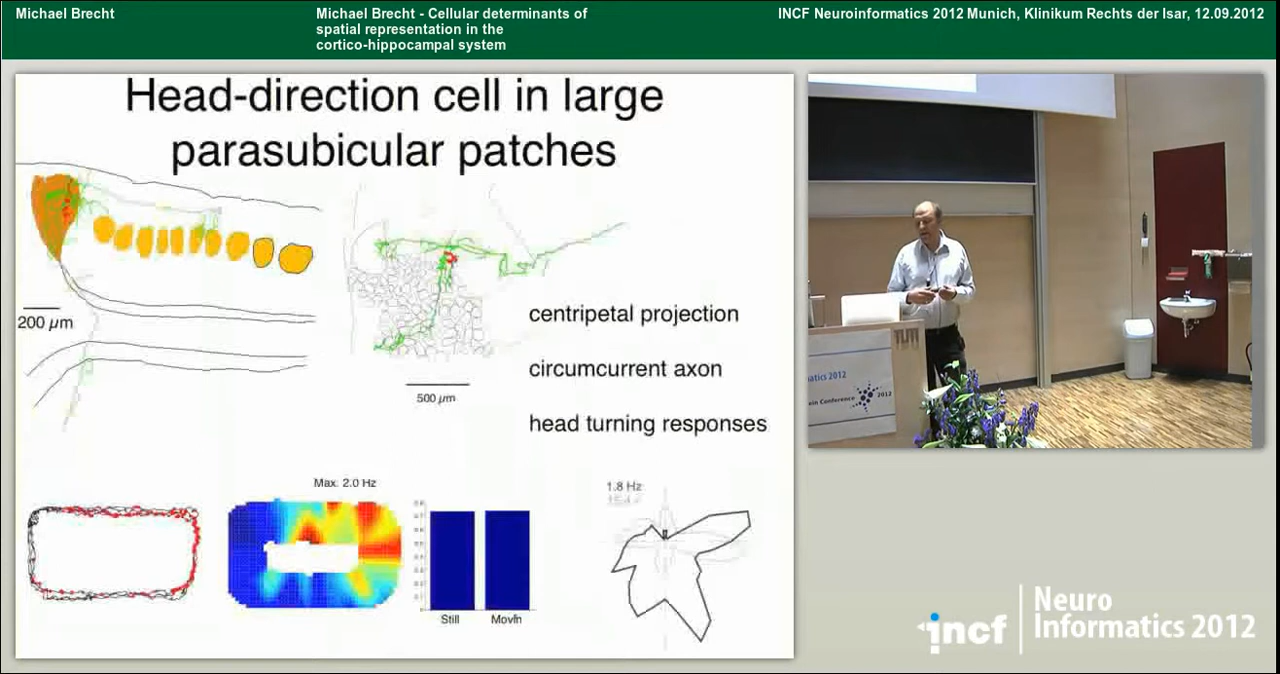 Michael Brecht
Michael Brecht - Cellular determinants of
spatial representation in the
cortico-hippocampal system
INCF Neuroinformatics 2012 Munich, Klinikum Rechts der Isar, 12.09.2012
Head-direction cell in large
parasubicular patches
200 µm
500 µm
centripetal projection
circumcurrent axon
head turning responses
Max: 2.0 Hz
Still
1.8 Hz
2012
incf
Neuro
Informatics 2012